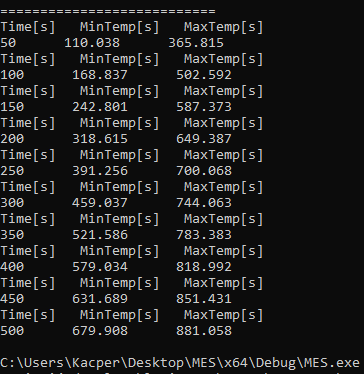 ===========================
Time[s]   MinTemp[s]   MaxTemp[s]
50      110.038      365.815
Time[s]   MinTemp[s]   MaxTemp[s]
100      168.837      502.592
Time[s]   MinTemp[s]   MaxTemp[s]
150      242.801      587.373
Time[s]   MinTemp[s]   MaxTemp[s]
200      318.615      649.387
Time[s]   MinTemp[s]   MaxTemp[s]
250      391.256      700.068
Time[s]   MinTemp[s]   MaxTemp[s]
300      459.037      744.063
Time[s]   MinTemp[s]   MaxTemp[s]
350      521.586      783.383
Time[s]   MinTemp[s]   MaxTemp[s]
400      579.034      818.992
Time[s]   MinTemp[s]   MaxTemp[s]
450      631.689      851.431
Time[s]   MinTemp[s]   MaxTemp[s]
500      679.908      881.058
C:\Users\Kacper\Desktop\MES\x64\Debug\MES.exe